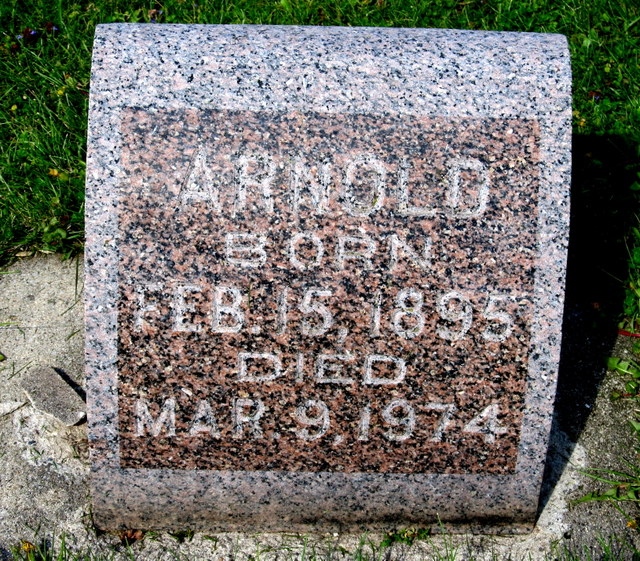 ARNOLD
BORN
FEB. 15, 1895
DIED
MAR. 9, 1974